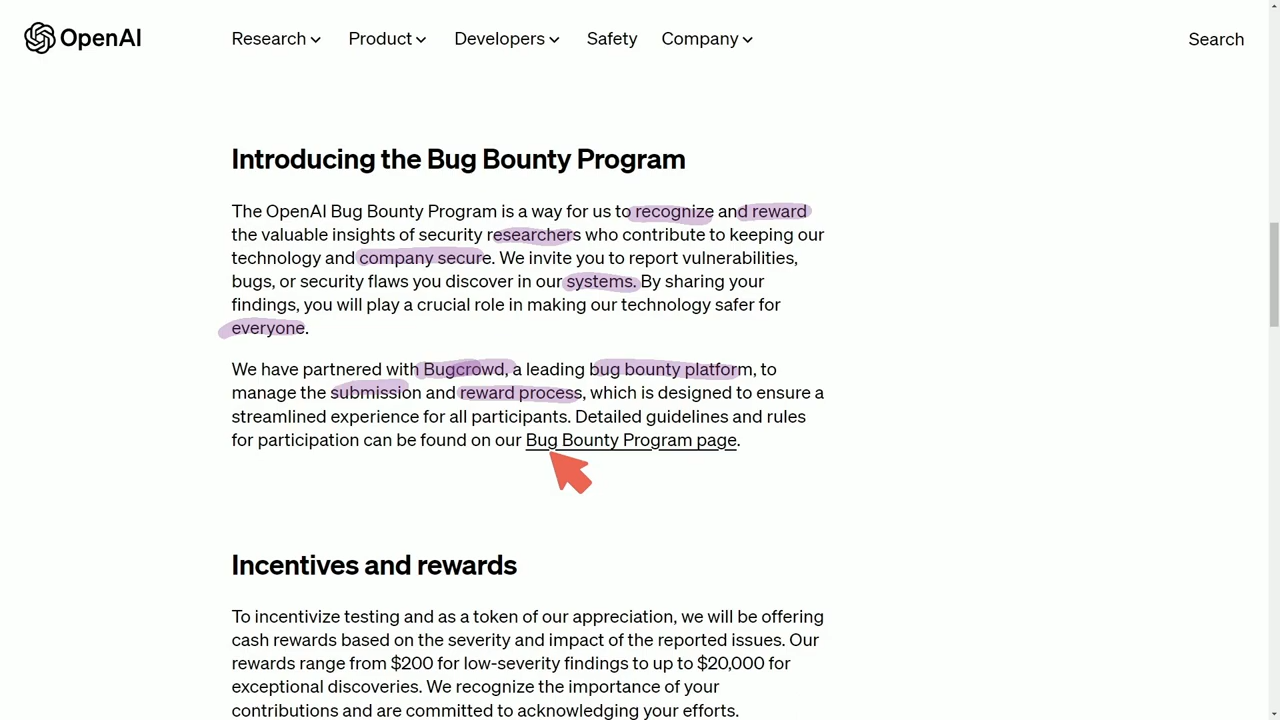 OpenAI
Research Product Developers Safety Company Search
Introducing the Bug Bounty Program
The OpenAI Bug Bounty Program is a way for us to recognize and reward
the valuable insights of security researchers who contribute to keeping our
technology and company secure. We invite you to report vulnerabilities,
bugs, or security flaws you discover in our systems. By sharing your
findings, you will play a crucial role in making our technology safer for
everyone.
We have partnered with Bugcrowd, a leading bug bounty platform, to
manage the submission and reward process, which is designed to ensure a
streamlined experience for all participants. Detailed guidelines and rules
for participation can be found on our Bug Bounty Program page.
Incentives and rewards
To incentivize testing and as a token of our appreciation, we will be offering
cash rewards based on the severity and impact of the reported issues. Our
rewards range from $200 for low-severity findings to up to $20,000 for
exceptional discoveries. We recognize the importance of your
contributions and are committed to acknowledging your efforts.